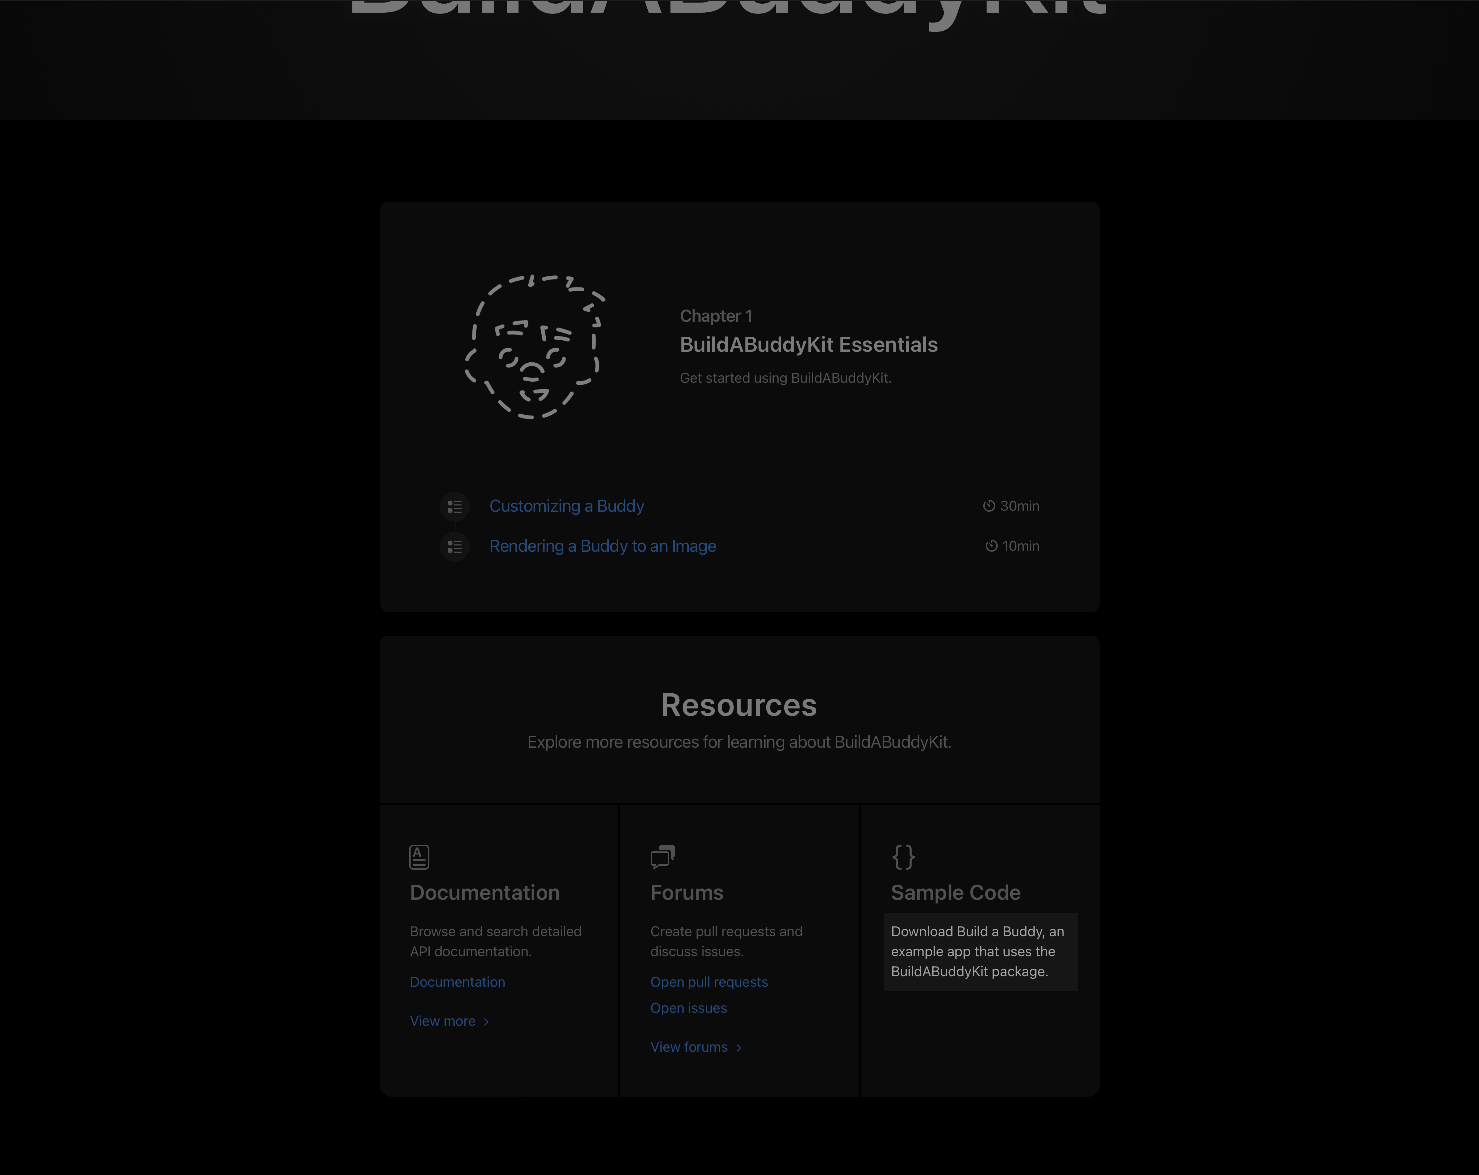 BuildABuddyKit
Chapter 1
BuildABuddyKit Essentials
Get started using BuildABuddyKit.
Customizing a Buddy
30min
Rendering a Buddy to an Image
10min
Resources
Explore more resources for learning about BuildABuddyKit.
Documentation
Browse and search detailed
API documentation.
Documentation
View more
Forums
Create pull requests and
discuss issues.
Open pull requests
Open issues
View forums
Sample Code
Download Build a Buddy, an
example app that uses the
BuildABuddyKit package.